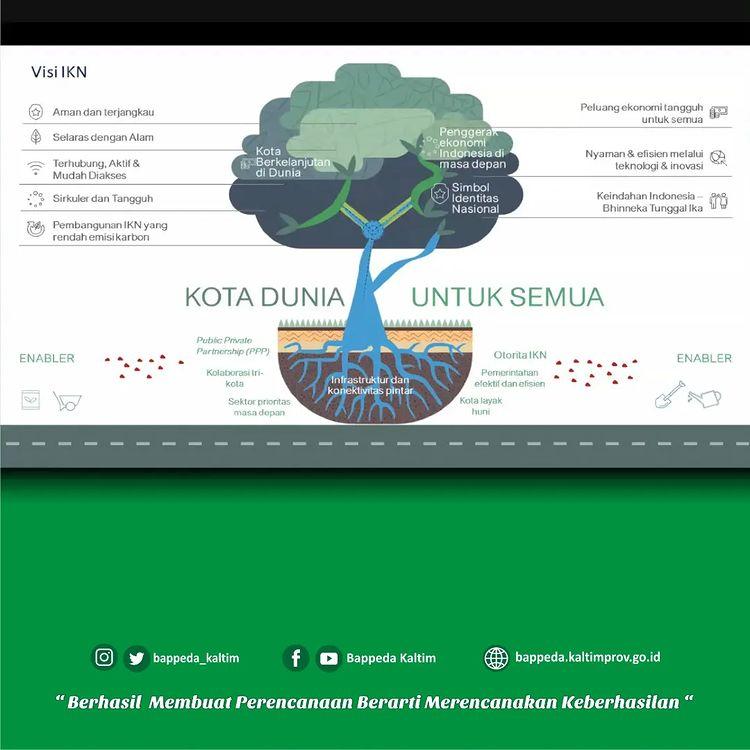 Visi IKN
Aman dan terjangkau
Selaras dengan Alam
Terhubung, Aktif &
Mudah Diakses
Sirkuler dan Tangguh
Pembangunan IKN yang
rendah emisi karbon
Kota
Berkelanjutan
di Dunia
Penggerak
ekonomi
Indonesia di
masa depan
Simbol
Identitas
Nasional
Peluang ekonomi tangguh
untuk semua
Nyaman & efisien melalui
teknologi & inovasi
Keindahan Indonesia –
Bhinneka Tunggal Ika
KOTA DUNIA UNTUK SEMUA
ENABLER
Public Private
Partnership (PPP)
Kolaborasi tri-
kota
Sektor prioritas
masa depan
Infrastruktur dan
konektivitas pintar
Otorita IKN
Pemerintahan
efektif dan efisien
Kota layak
huni
ENABLER
bappeda_kaltim
Bappeda Kaltim
bappeda.kaltimprov.go.id
“ Berhasil Membuat Perencanaan Berarti Merencanakan Keberhasilan “